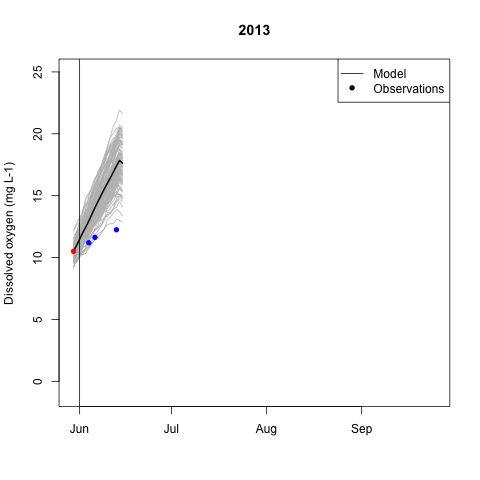 2013
Dissolved oxygen (mg L-1)
25
20
15
10
5
0
Jun
Jul
Aug
Sep
Model
Observations